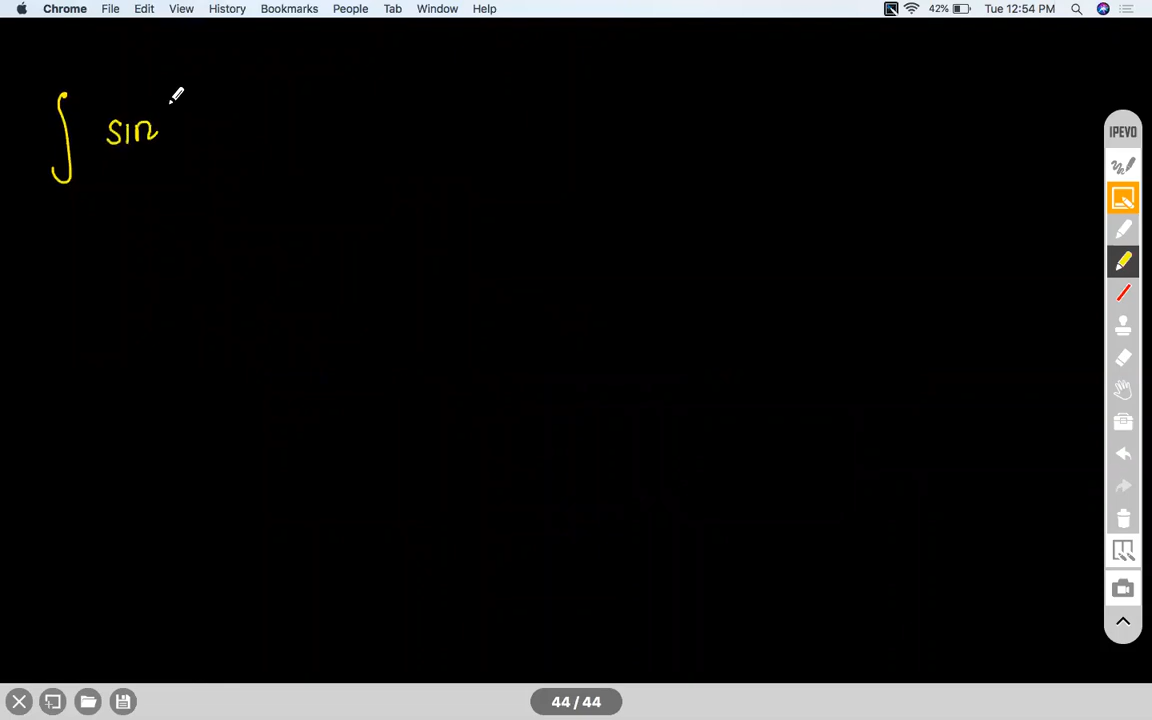 Chrome File Edit View History Bookmarks People Tab Window Help 42% Tue 12:54 PM
∫ sin
IPEVO
44 / 44